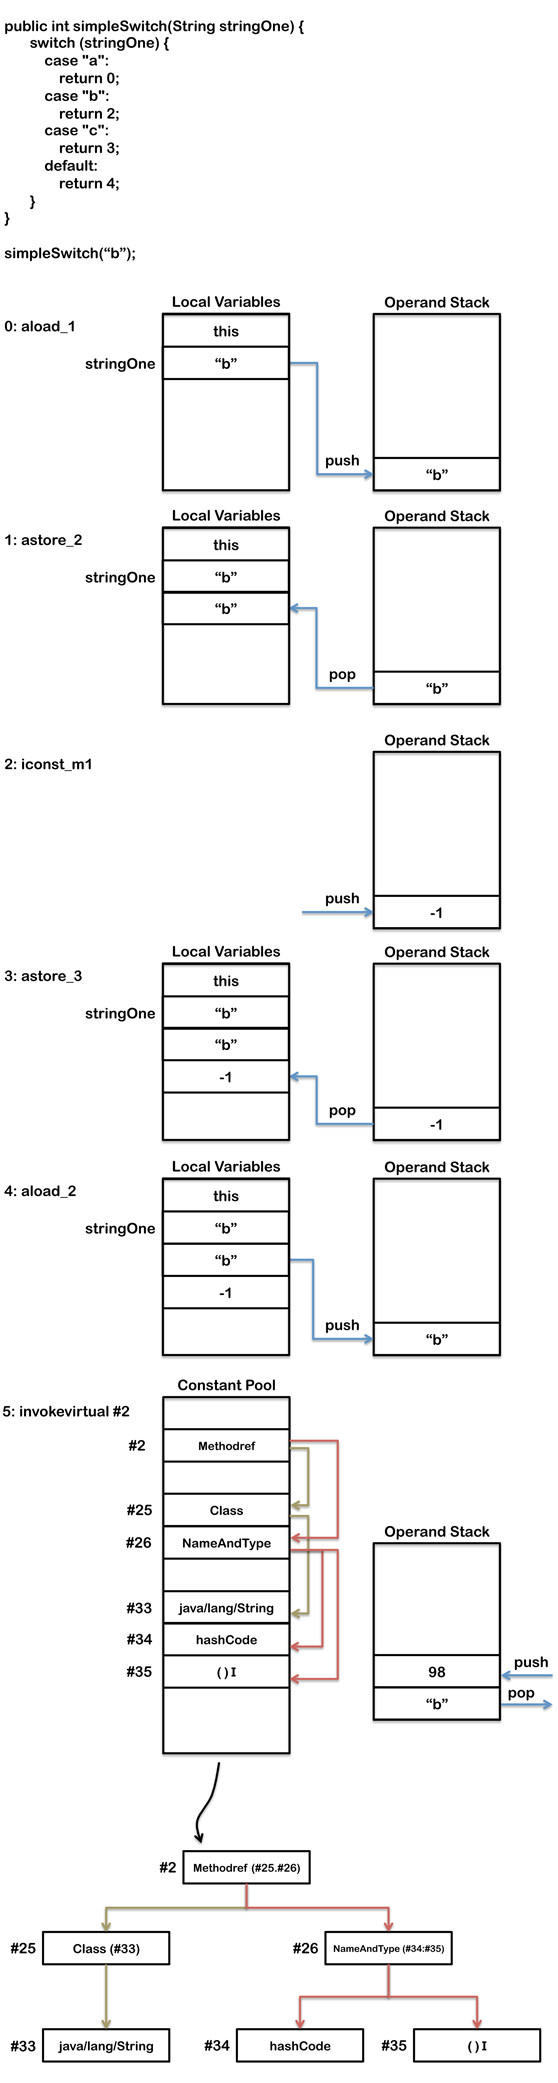 public int simpleSwitch(String stringOne) {
switch (stringOne) {
case "a":
return 0;
case "b":
return 2;
case "c":
return 3;
default:
return 4;
}
}
simpleSwitch(“b”);
Local Variables
Operand Stack
0: aload_1
this
stringOne
“b”
push
“b”
Local Variables
Operand Stack
1: astore_2
this
stringOne
“b”
“b”
pop
“b”
Operand Stack
2: iconst_m1
push
-1
Local Variables
Operand Stack
3: astore_3
this
stringOne
“b”
“b”
-1
pop
-1
Local Variables
Operand Stack
4: aload_2
this
stringOne
“b”
“b”
-1
push
“b”
Constant Pool
5: invokevirtual #2
#2
Methodref
#25
Class
#26
NameAndType
Operand Stack
#33
java/lang/String
#34
hashCode
#35
()I
98
push
“b”
pop
#2
Methodref (#25.#26)
#25
Class (#33)
#26
NameAndType (#34:#35)
#33
java/lang/String
#34
hashCode
#35
()I